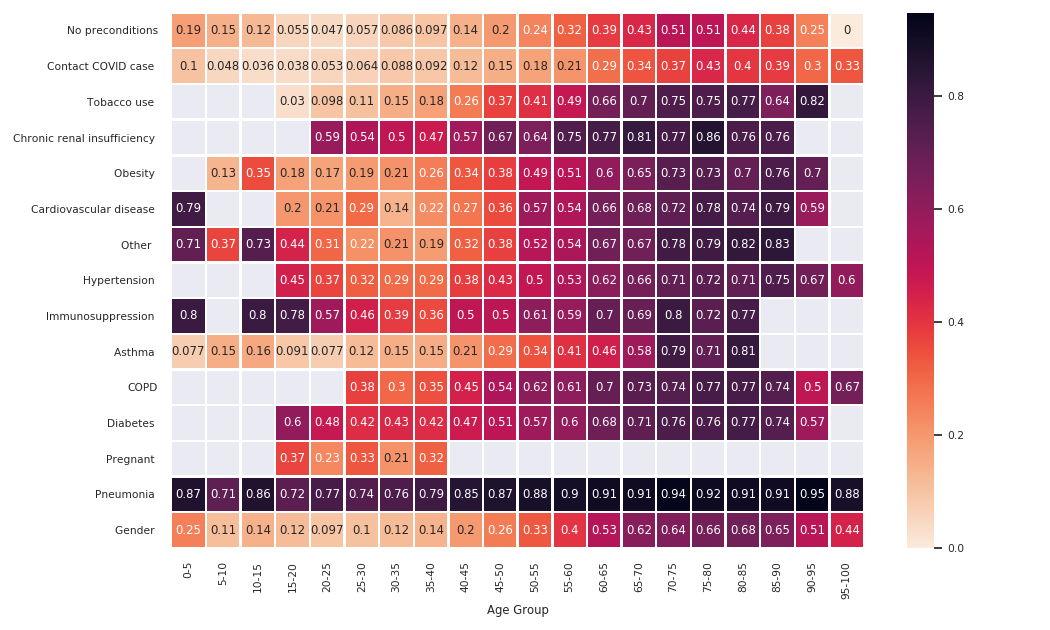 No preconditions 0.19 0.15 0.12 0.055 0.047 0.057 0.086 0.097 0.14 0.2 0.24 0.32 0.39 0.43 0.51 0.51 0.44 0.38 0.25 0
Contact COVID case 0.1 0.048 0.036 0.038 0.053 0.064 0.088 0.092 0.12 0.15 0.18 0.21 0.29 0.34 0.37 0.43 0.4 0.39 0.3 0.33
Tobacco use 0.03 0.098 0.11 0.15 0.18 0.26 0.37 0.41 0.49 0.66 0.7 0.75 0.75 0.77 0.64 0.82
Chronic renal insufficiency 0.59 0.54 0.5 0.47 0.57 0.67 0.64 0.75 0.77 0.81 0.77 0.86 0.76 0.76
Obesity 0.13 0.35 0.18 0.17 0.19 0.21 0.26 0.34 0.38 0.49 0.51 0.6 0.65 0.73 0.73 0.7 0.76 0.7
Cardiovascular disease 0.79 0.2 0.21 0.29 0.14 0.22 0.27 0.36 0.57 0.54 0.66 0.68 0.72 0.78 0.74 0.79 0.59
Other 0.71 0.37 0.73 0.44 0.31 0.22 0.21 0.19 0.32 0.38 0.52 0.54 0.67 0.67 0.78 0.79 0.82 0.83
Hypertension 0.45 0.37 0.32 0.29 0.29 0.38 0.43 0.5 0.53 0.62 0.66 0.71 0.72 0.71 0.75 0.67 0.6
Immunosuppression 0.8 0.8 0.78 0.57 0.46 0.39 0.36 0.5 0.5 0.61 0.59 0.7 0.69 0.8 0.72 0.77
Asthma 0.077 0.15 0.16 0.091 0.077 0.12 0.15 0.15 0.21 0.29 0.34 0.41 0.46 0.58 0.79 0.71 0.81
COPD 0.38 0.3 0.35 0.45 0.54 0.62 0.61 0.7 0.73 0.74 0.77 0.77 0.74 0.5 0.67
Diabetes 0.6 0.48 0.42 0.43 0.42 0.47 0.51 0.57 0.6 0.68 0.71 0.76 0.76 0.77 0.74 0.57
Pregnant 0.37 0.23 0.33 0.21 0.32
Pneumonia 0.87 0.71 0.86 0.72 0.77 0.74 0.76 0.79 0.85 0.87 0.88 0.9 0.91 0.91 0.94 0.92 0.91 0.91 0.95 0.88
Gender 0.25 0.11 0.14 0.12 0.097 0.1 0.12 0.14 0.2 0.26 0.33 0.4 0.53 0.62 0.64 0.66 0.68 0.65 0.51 0.44
0-5 5-10 10-15 15-20 20-25 25-30 30-35 35-40 40-45 45-50 50-55 55-60 60-65 65-70 70-75 75-80 80-85 85-90 90-95 95-100
Age Group
0.8
0.6
0.4
0.2
0.0